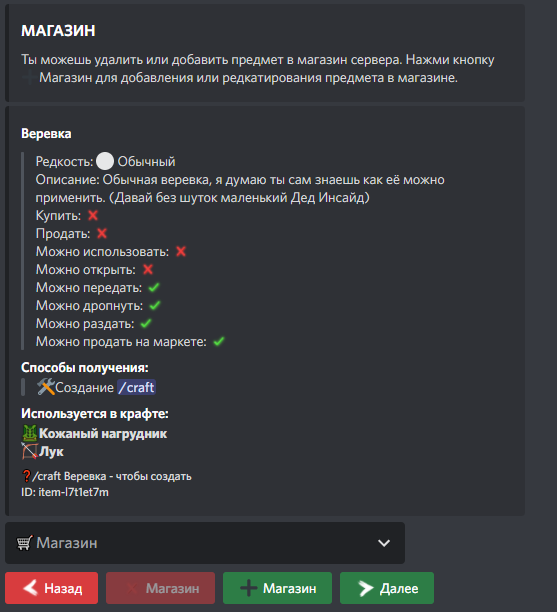 МАГАЗИН
Ты можешь удалить или добавить предмет в магазин сервера. Нажми кнопку
Магазин для добавления или редкатирования предмета в магазине.
Веревка
Редкость: Обычный
Описание: Обычная веревка, я думаю ты сам знаешь как её можно
применить. (Давай без шуток маленький Дед Инсайд)
Купить:
Продать:
Можно использовать:
Можно открыть:
Можно передать:
Можно дропнуть:
Можно раздать:
Можно продать на маркете:
Способы получения:
Создание /craft
Используется в крафте:
Кожаный нагрудник
Лук
/craft Веревка - чтобы создать
ID: item-l7t1et7m
Магазин
Назад
Магазин
Магазин
Далее